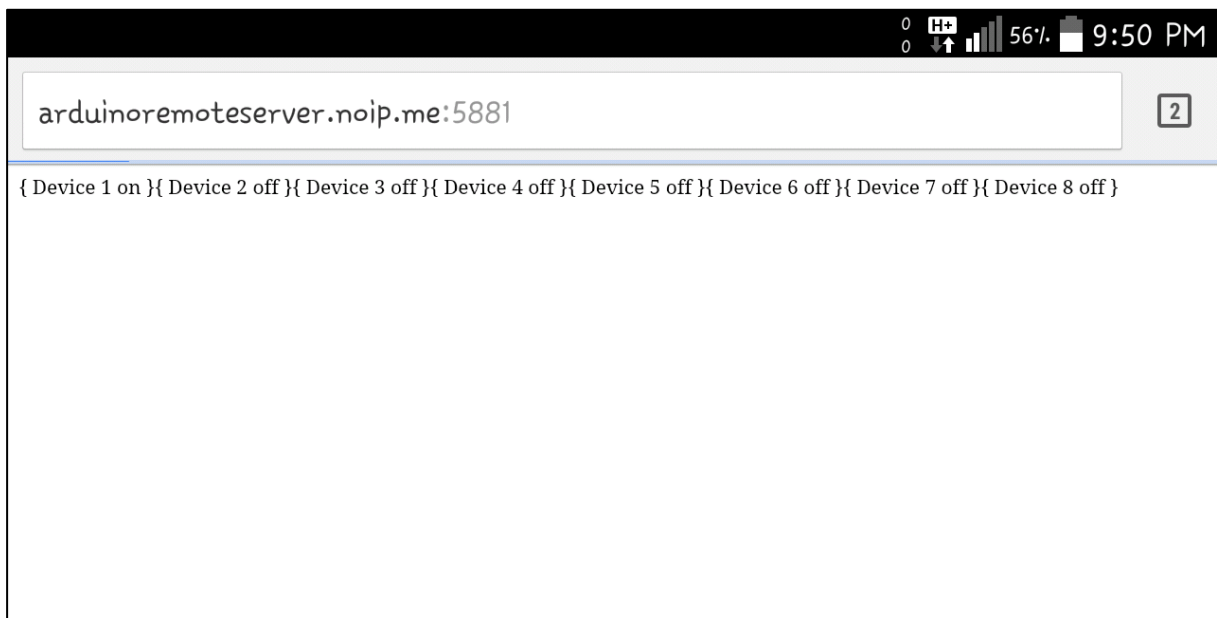 0
0
H+
56% 9:50 PM
arduinoremoteserver.noip.me:5881
2
{ Device 1 on }{ Device 2 off }{ Device 3 off }{ Device 4 off }{ Device 5 off }{ Device 6 off }{ Device 7 off }{ Device 8 off }